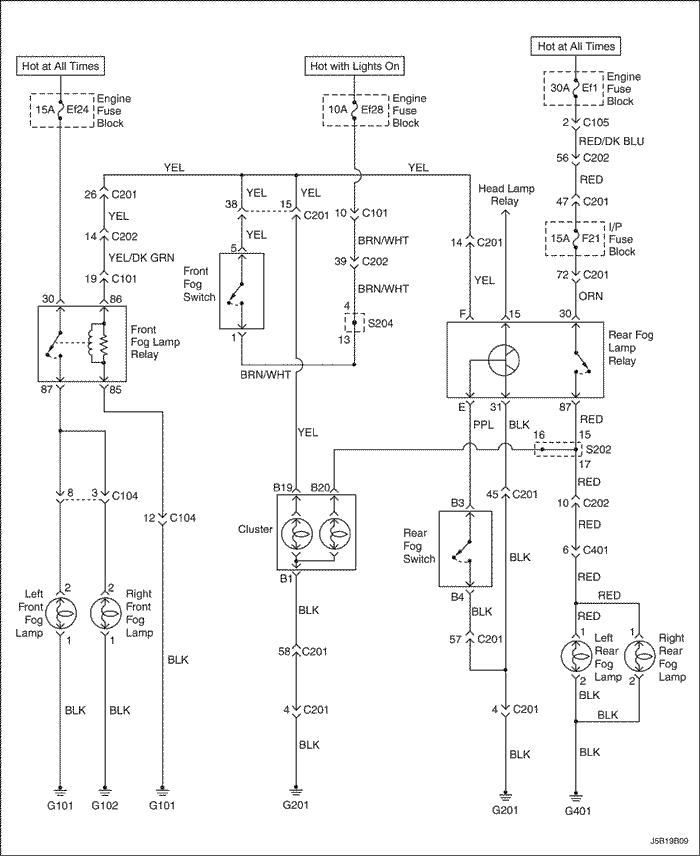 Hot at All Times
Hot with Lights On
Hot at All Times
15A Ef24
Engine
Fuse
Block
10A Ef28
Engine
Fuse
Block
30A Ef1
Engine
Fuse
Block
2 C105
RED/DK BLU
56 C202
RED
47 C201
15A F21
I/P
Fuse
Block
72 C201
ORN
YEL
YEL
26 C201
YEL
14 C202
YEL/DK GRN
19 C101
YEL
38
YEL
15
C201
YEL
5
Front
Fog
Switch
1
BRN/WHT
10 C101
BRN/WHT
39 C202
BRN/WHT
4
S204
13
Head Lamp
Relay
14 C201
YEL
30
86
Front
Fog Lamp
Relay
87
85
F
15
30
Rear Fog
Lamp
Relay
E
31
87
PPL
BLK
RED
16
15
S202
17
YEL
RED
8
3 C104
12 C104
B19
B20
Cluster
B1
45 C201
10 C202
RED
6 C401
RED
RED
RED
B3
Rear
Fog
Switch
B4
BLK
BLK
57 C201
Left
Front
Fog
Lamp
2
1
2
1
Right
Front
Fog
Lamp
BLK
58 C201
4 C201
BLK
4 C201
BLK
1
2
Left
Rear
Fog
Lamp
1
2
Right
Rear
Fog
Lamp
BLK
BLK
BLK
BLK
BLK
BLK
G101
G102
G101
G201
G201
G401
J5B19B09